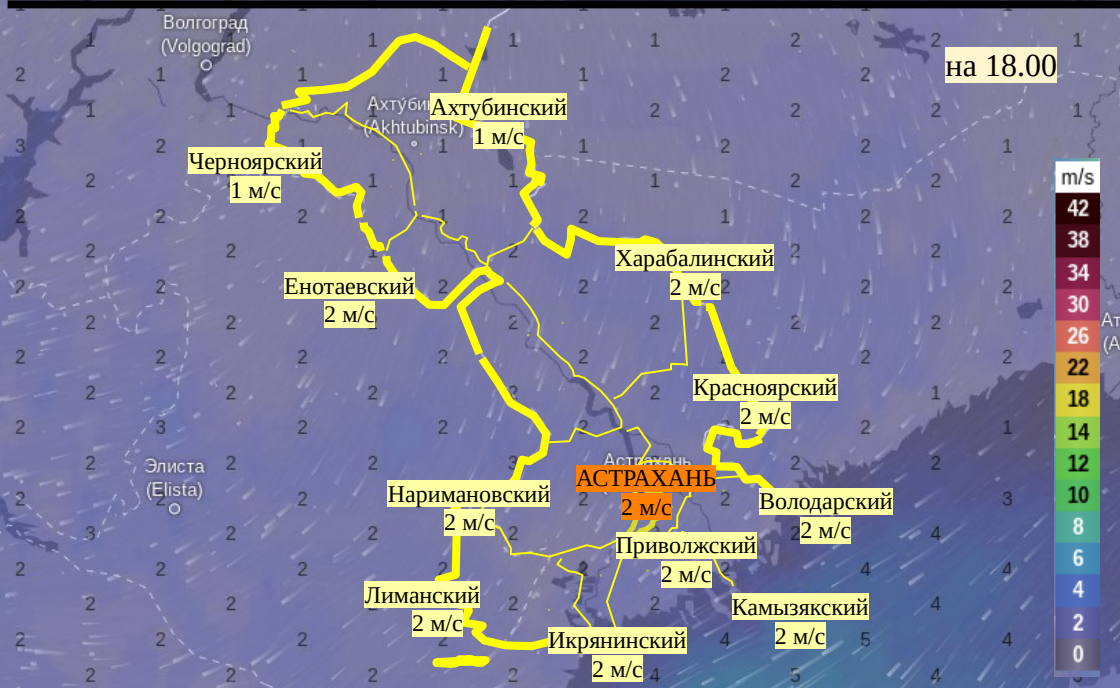 Волгоград
(Volgograd)
на 18.00
Ахтубинский
(Akhtubinsk)
1 м/с
Черноярский
1 м/с
m/s
42
38
34
30
26
22
18
14
12
10
8
6
4
2
0
Харабалинский
2 м/с
Енотаевский
2 м/с
Красноярский
2 м/с
Элиста
(Elista)
Астрахань
АСТРАХАНЬ
2 м/с
Наримановский
2 м/с
Володарский
2 м/с
Приволжский
2 м/с
Лиманский
2 м/с
Камызякский
2 м/с
Икрянинский
2 м/с